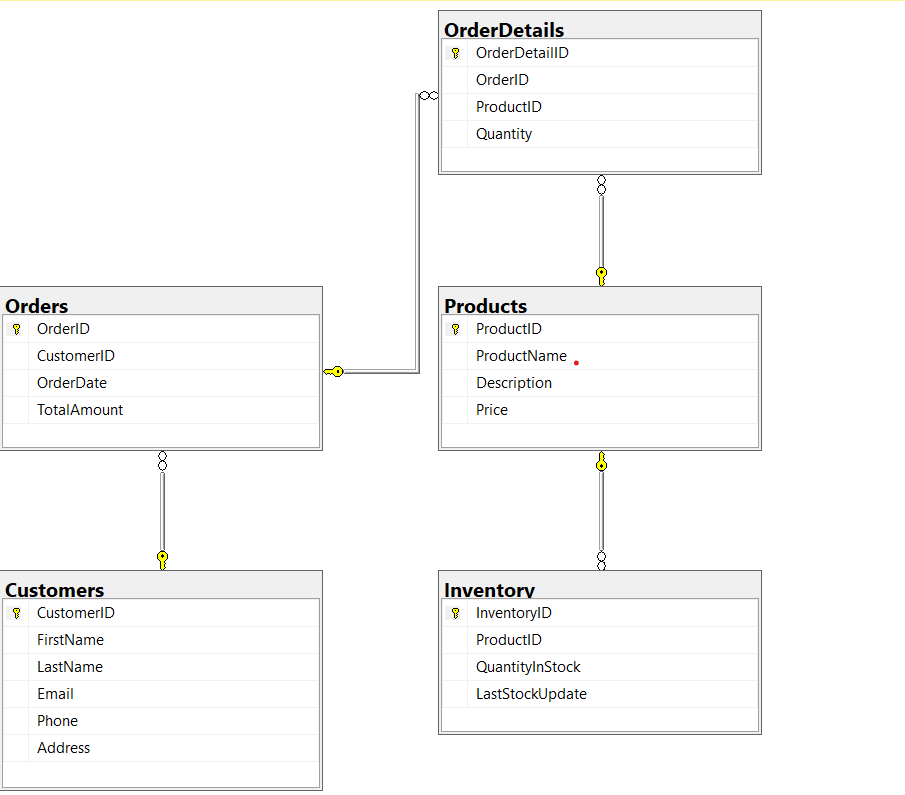 OrderDetails
OrderDetailID
OrderID
ProductID
Quantity
Orders
OrderID
CustomerID
OrderDate
TotalAmount
Products
ProductID
ProductName
Description
Price
Customers
CustomerID
FirstName
LastName
Email
Phone
Address
Inventory
InventoryID
ProductID
QuantityInStock
LastStockUpdate